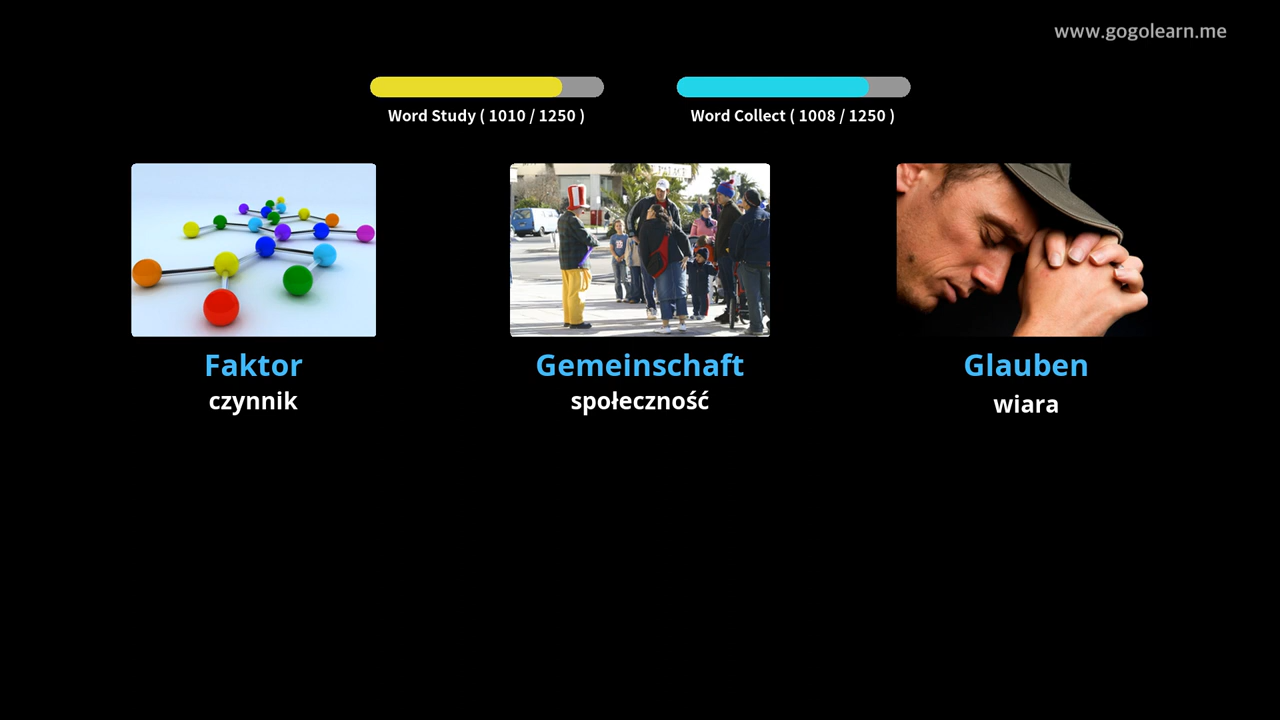 www.gogolearn.me
Word Study ( 1010 / 1250 )
Word Collect ( 1008 / 1250 )
Faktor
czynnik
Gemeinschaft
społeczność
Glauben
wiara